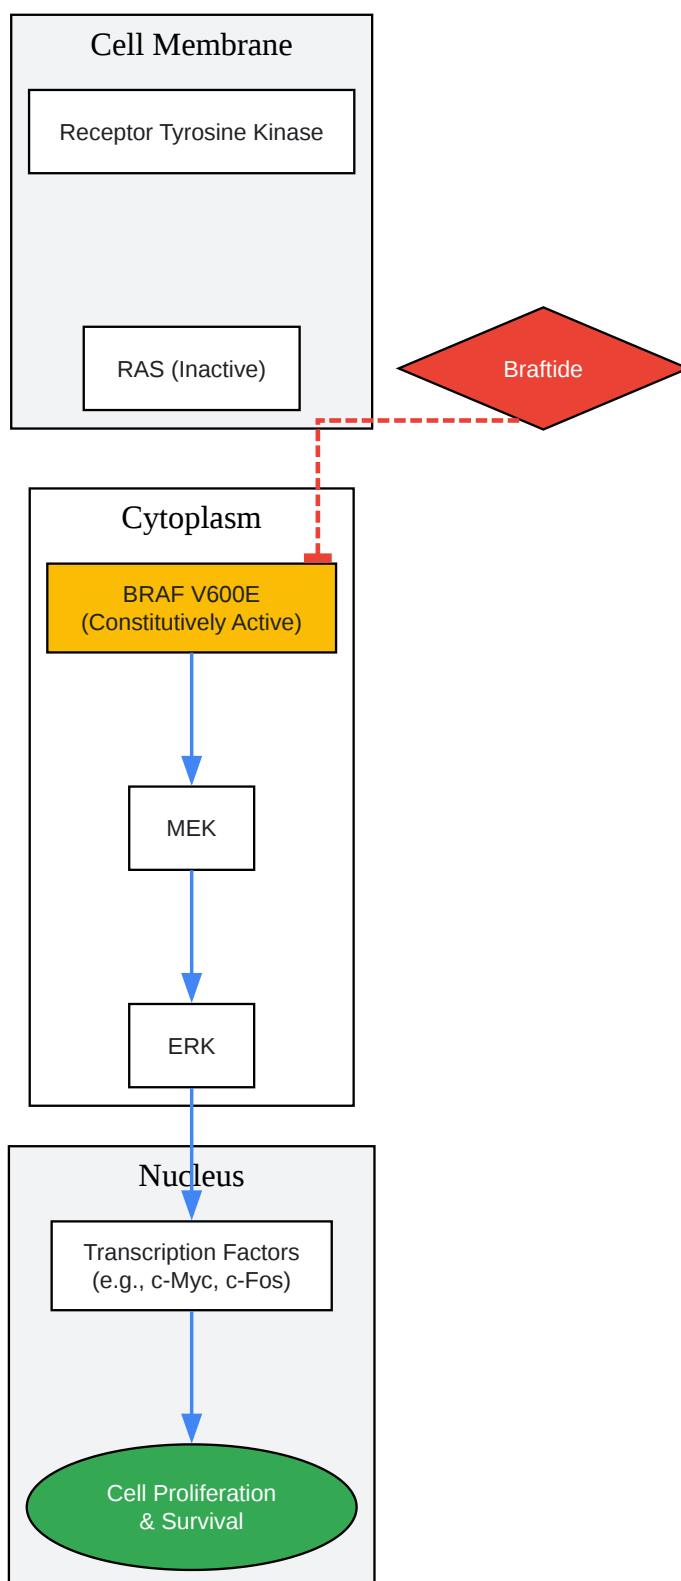 Cell Membrane
Receptor Tyrosine Kinase
RAS (Inactive)
Braftide
Cytoplasm
BRAF V600E
(Constitutively Active)
MEK
ERK
Nucleus
Transcription Factors
(e.g., c-Myc, c-Fos)
Cell Proliferation
& Survival